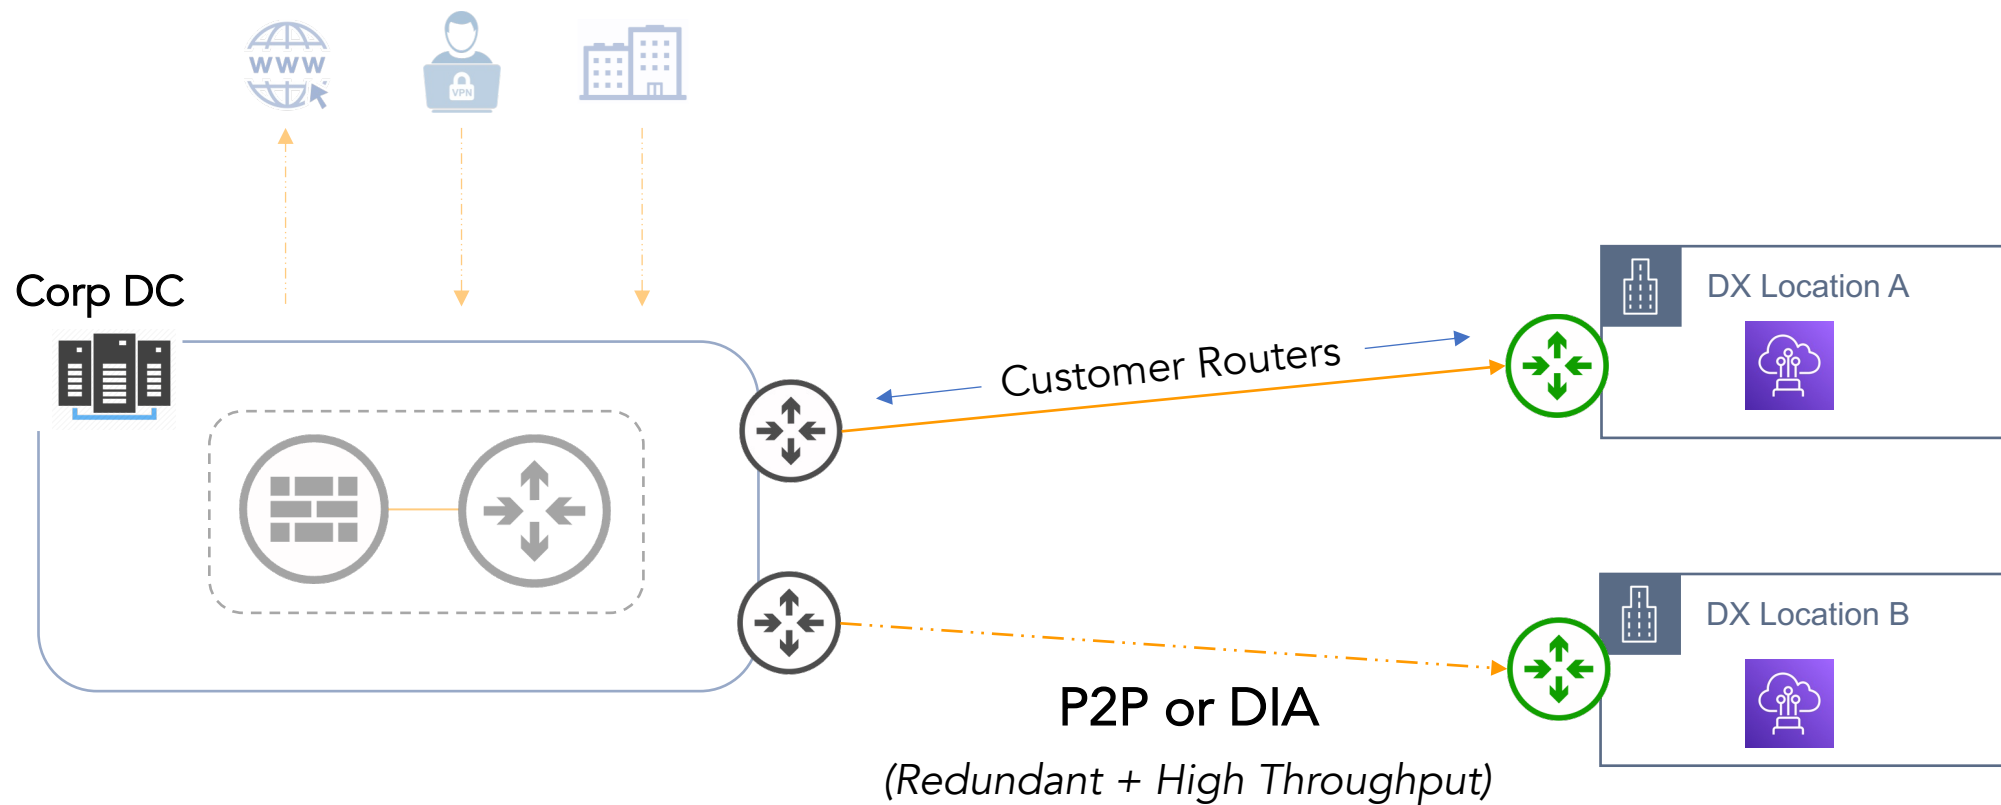 WWW
VPN
Corp DC
DX Location A
Customer Routers
DX Location B
P2P or DIA
(Redundant + High Throughput)